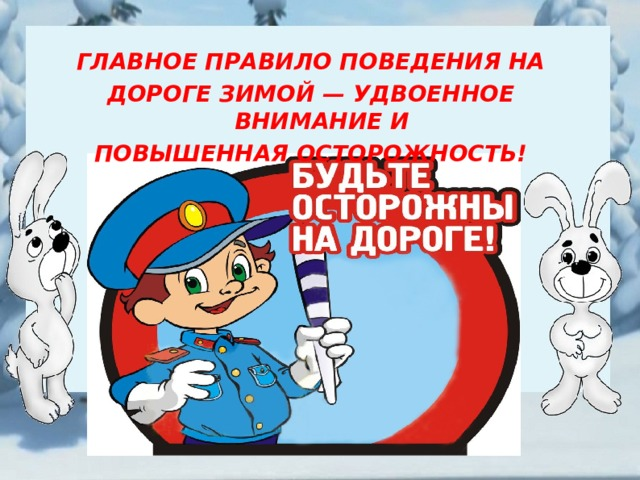 ГЛАВНОЕ ПРАВИЛО ПОВЕДЕНИЯ НА
ДОРОГЕ ЗИМОЙ — УДВОЕННОЕ
ВНИМАНИЕ И
ПОВЫШЕННАЯ ОСТОРОЖНОСТЬ!
БУДЬТЕ
ОСТОРОЖНЫ
НА ДОРОГЕ!